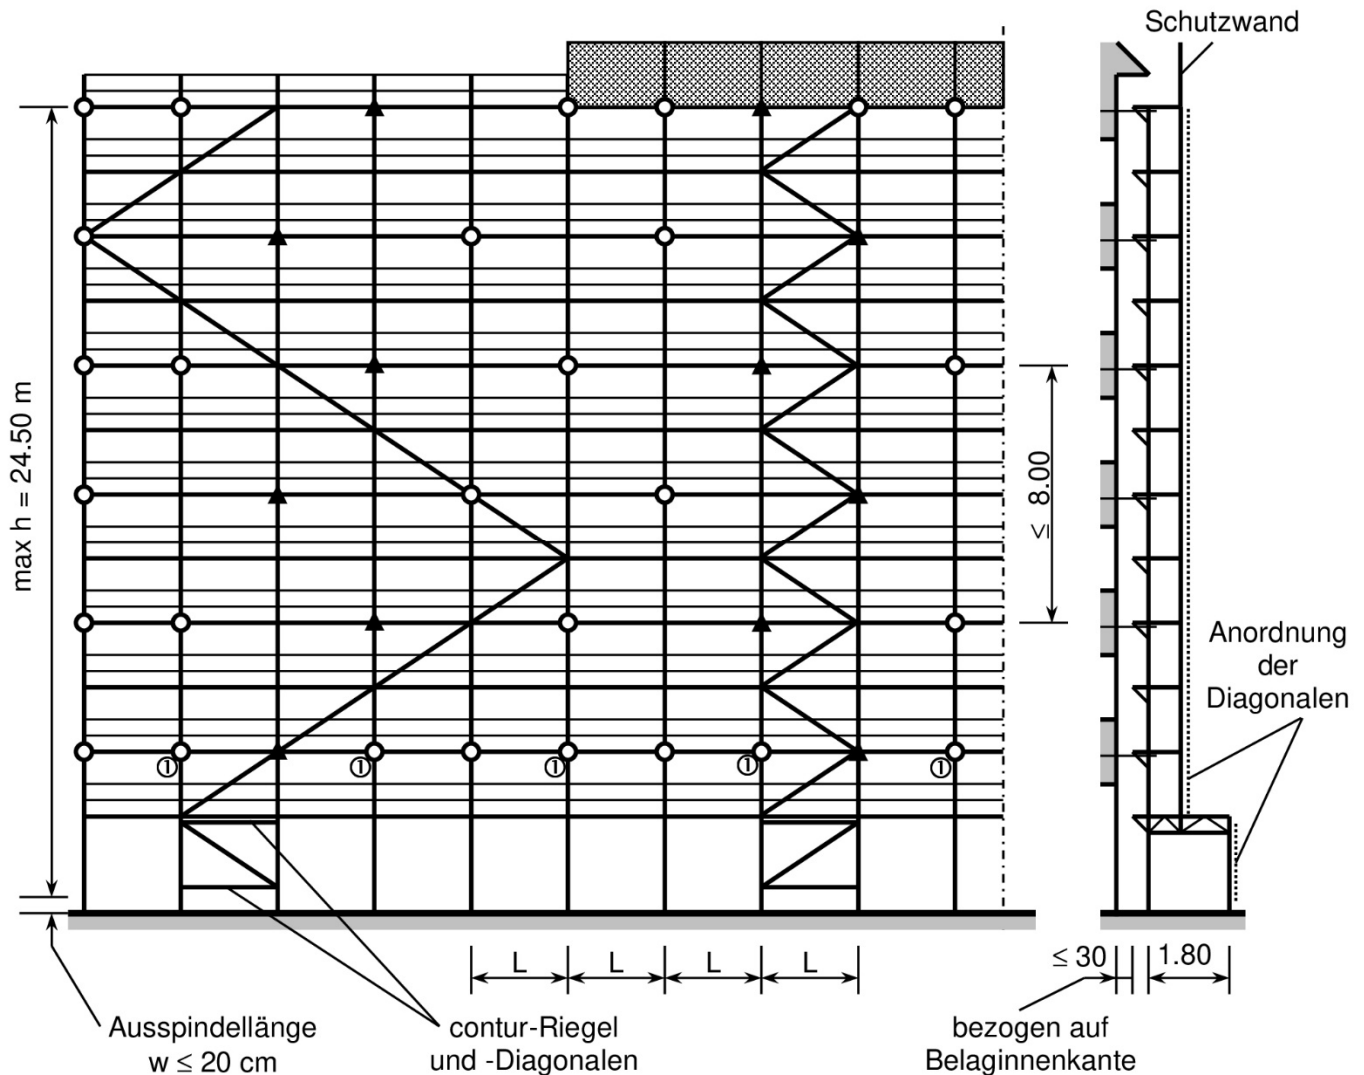 Schutzwand
max h = 24.50 m
≤ 8.00
Anordnung
der
Diagonalen
① ① ① ① ①
L L L L
≤ 30 1.80
Ausspindellänge
w ≤ 20 cm
contur-Riegel
und -Diagonalen
bezogen auf
Belaginnenkante